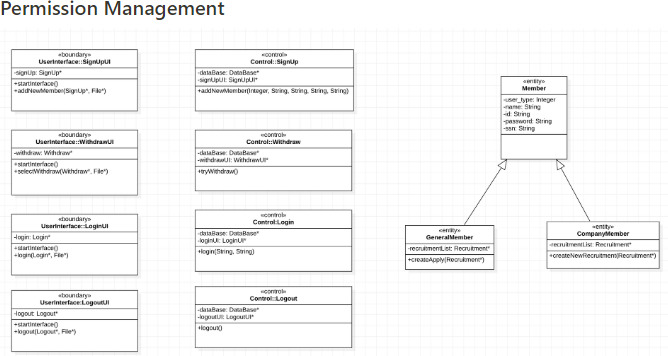 Permission Management
«boundary»
UserInterface::SignUpUI
-signUp: SignUp*
+startInterface()
+addNewMember(SignUp*, File*)
«control»
Control::SignUp
-dataBase: DataBase*
-signUpUI: SignUpUI*
+addNewMember(Integer, String, String, String, String)
«entity»
Member
-user_type: Integer
-name: String
-id: String
-password: String
-ssn: String
«boundary»
UserInterface::WithdrawUI
-withdraw: Withdraw*
+startInterface()
+selectWithdraw(Withdraw*, File*)
«control»
Control::Withdraw
-dataBase: DataBase*
-withdrawUI: WithdrawUI*
+tryWithdraw()
«boundary»
UserInterface::LoginUI
-login: Login*
+startInterface()
+login(Login*, File*)
«control»
Control::Login
-dataBase: DataBase*
-loginUI: LoginUI*
+login(String, String)
«entity»
GeneralMember
-recruitmentList: Recruitment*
+createApply(Recruitment*)
«entity»
CompanyMember
-recruitmentList: Recruitment*
+createNewRecruitment(Recruitment*)
«boundary»
UserInterface:LogoutUI
-logout: Logout*
+startInterface()
+logout(Logout*, File*)
«control»
Control::Logout
-dataBase: DataBase*
-logoutUI: LogoutUI*
+logout()